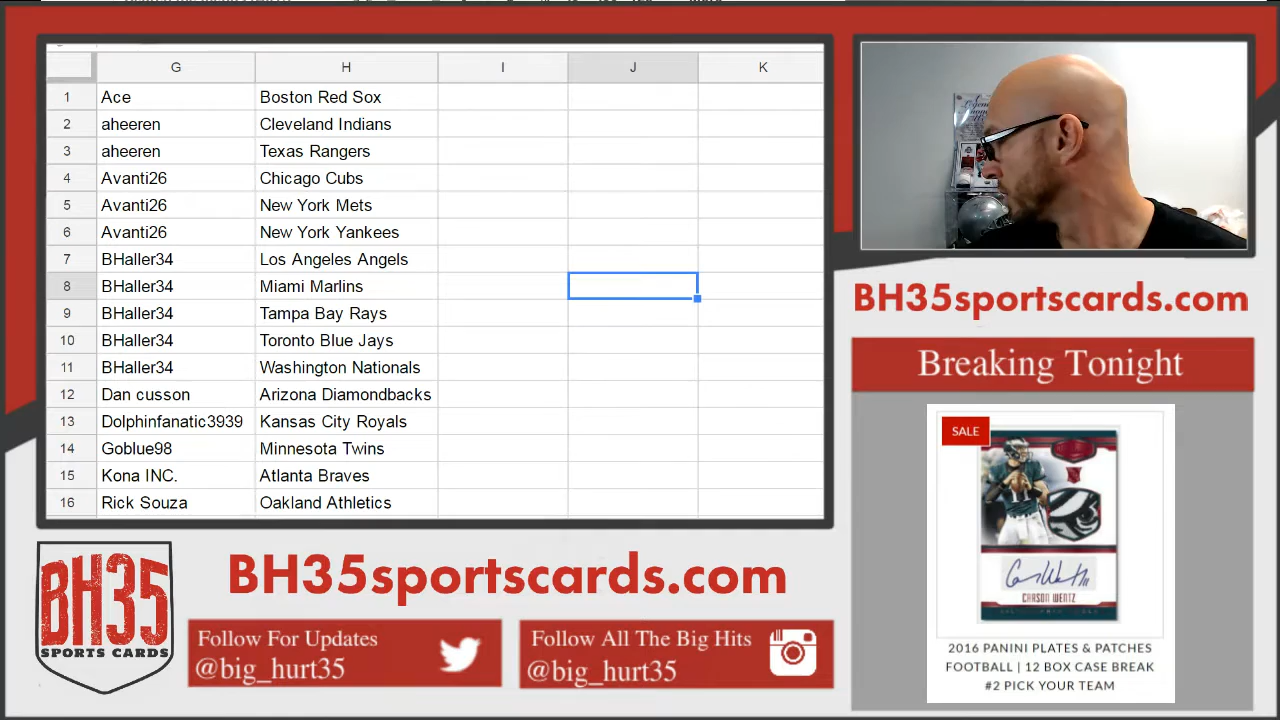 G H I J K
1 Ace Boston Red Sox
2 aheeren Cleveland Indians
3 aheeren Texas Rangers
4 Avanti26 Chicago Cubs
5 Avanti26 New York Mets
6 Avanti26 New York Yankees
7 BHaller34 Los Angeles Angels
8 BHaller34 Miami Marlins
9 BHaller34 Tampa Bay Rays
10 BHaller34 Toronto Blue Jays
11 BHaller34 Washington Nationals
12 Dan cusson Arizona Diamondbacks
13 Dolphinfanatic3939 Kansas City Royals
14 Goblue98 Minnesota Twins
15 Kona INC. Atlanta Braves
16 Rick Souza Oakland Athletics
BH35sportscards.com
Breaking Tonight
SALE
CARSON WENTZ
2016 PANINI PLATES & PATCHES
FOOTBALL | 12 BOX CASE BREAK
#2 PICK YOUR TEAM
BH35
SPORTS CARDS
BH35sportscards.com
Follow For Updates
@big_hurt35
Follow All The Big Hits
@big_hurt35